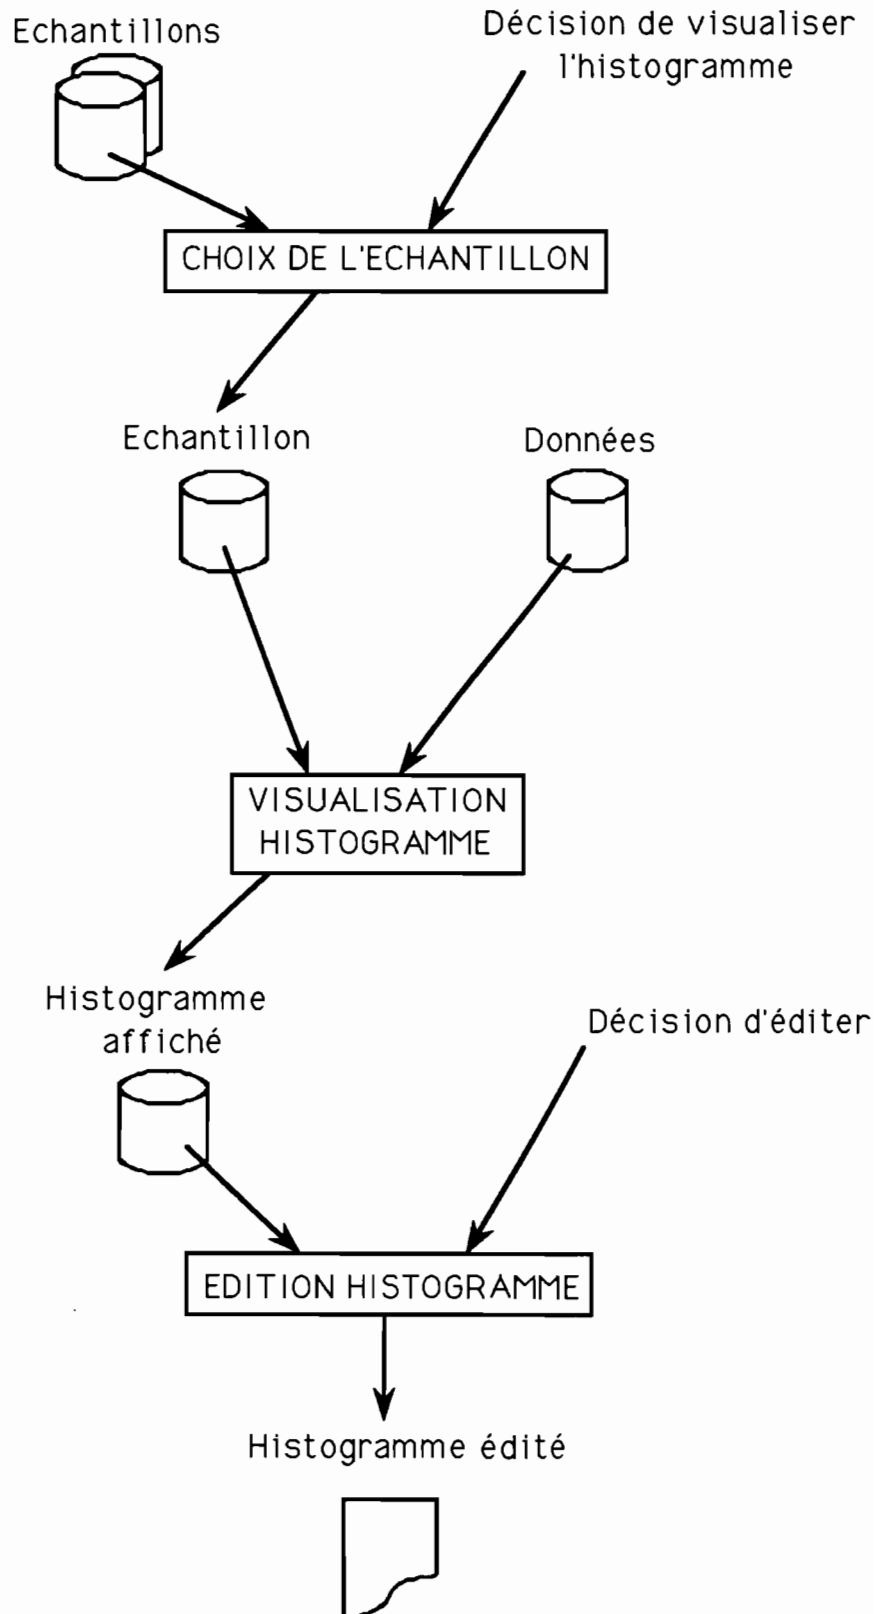 Echantillons
Décision de visualiser
l'histogramme
CHOIX DE L'ECHANTILLON
Echantillon
Données
VISUALISATION
HISTOGRAMME
Histogramme
affiché
Décision d'éditer
EDITION HISTOGRAMME
Histogramme édité